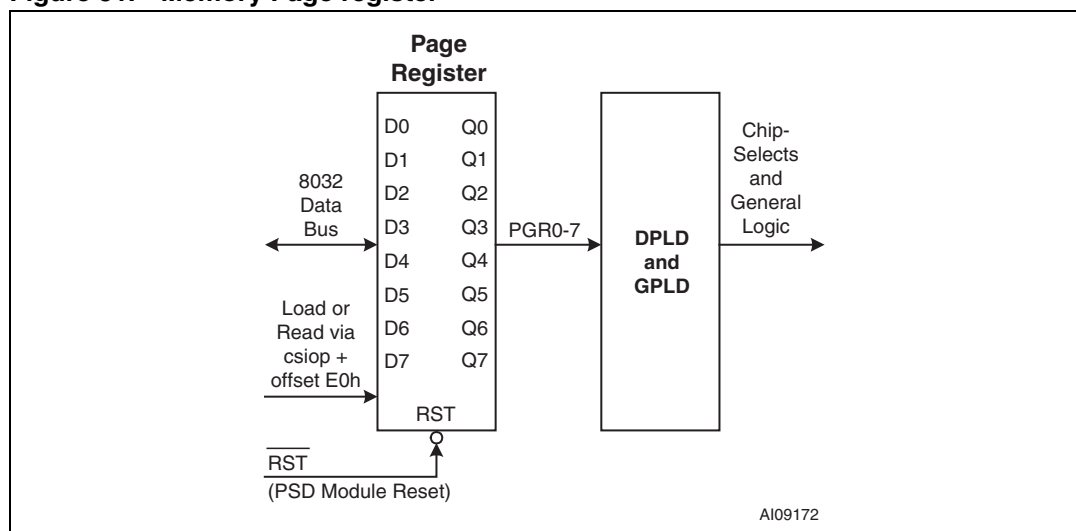 Page
Register
D0 Q0
D1 Q1
D2 Q2
D3 Q3
D4 Q4
D5 Q5
D6 Q6
D7 Q7
RST
8032
Data
Bus
Load or
Read via
csiop +
offset E0h
RST
(PSD Module Reset)
PGR0-7
DPLD
and
GPLD
Chip-
Selects
and
General
Logic
AI09172